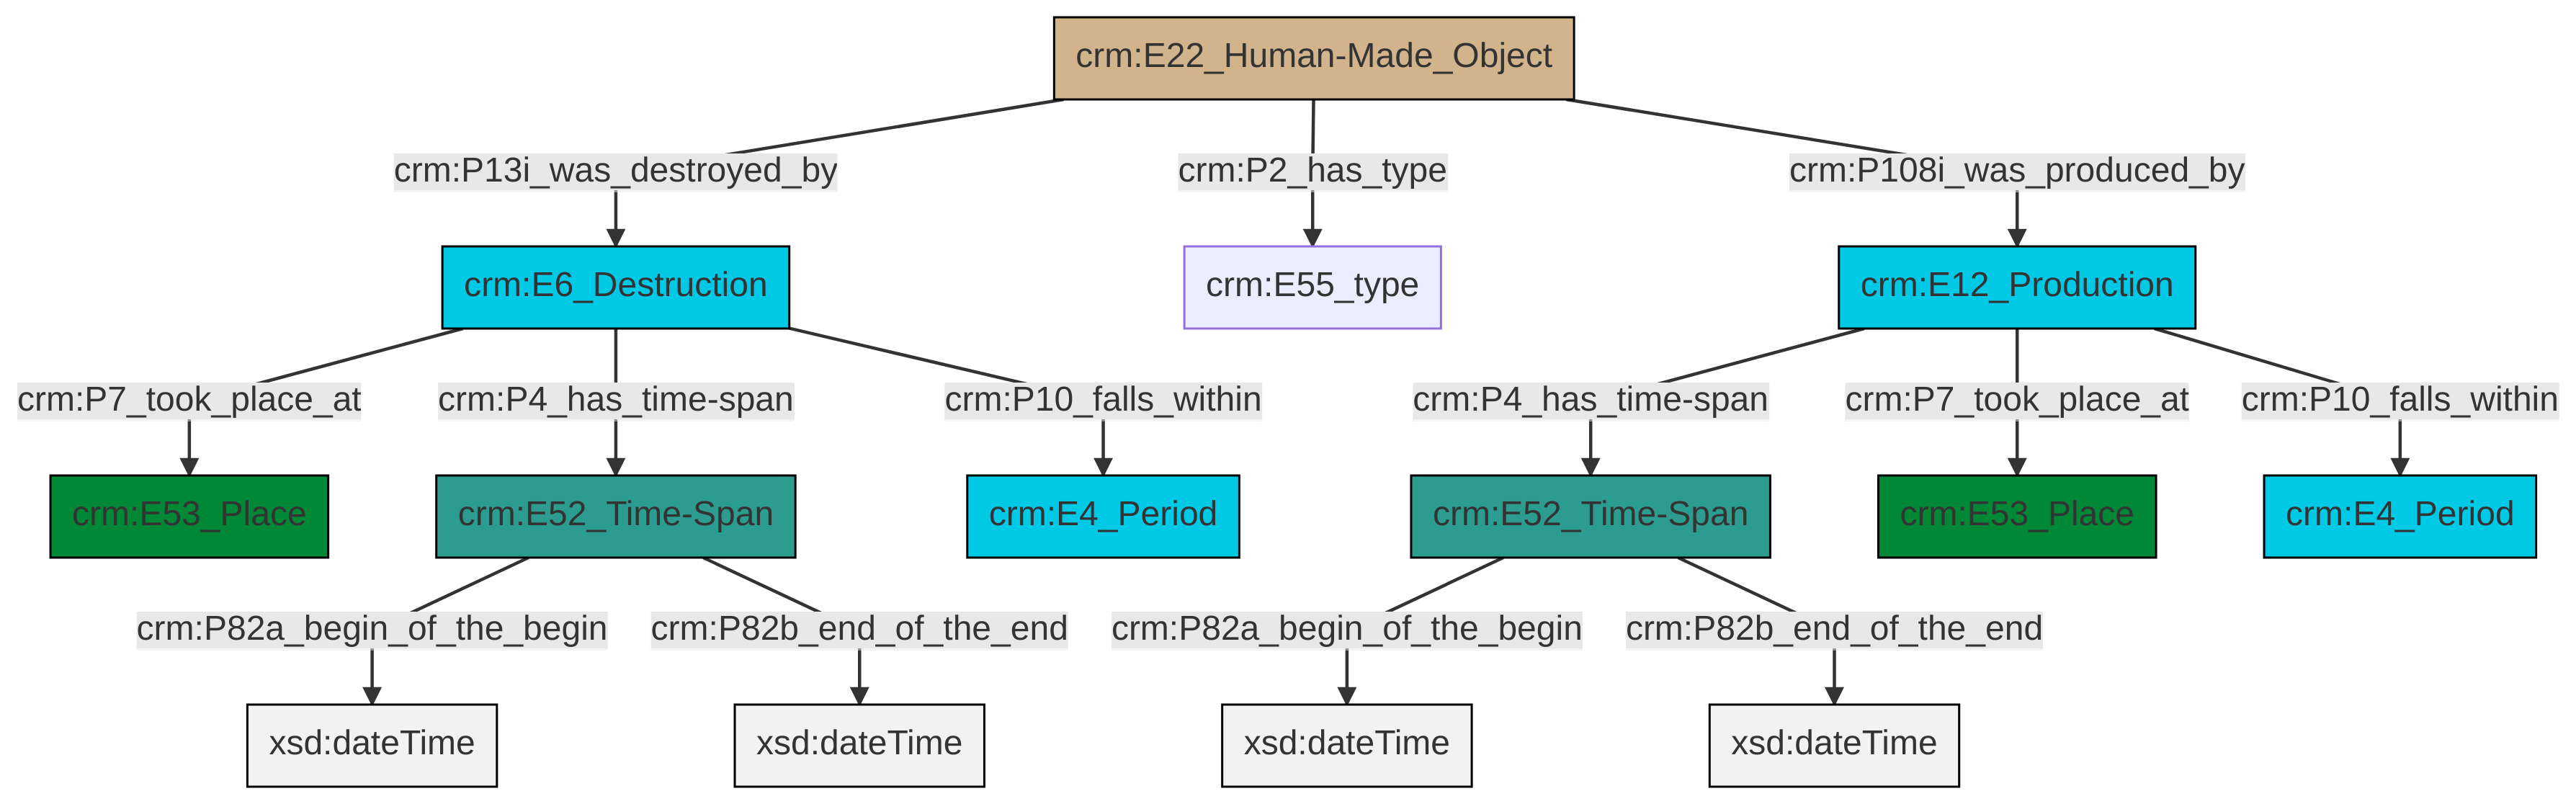 crm:E22_Human-Made_Object
crm:P13i_was_destroyed_by
crm:P2_has_type
crm:P108i_was_produced_by
crm:E6_Destruction
crm:E55_type
crm:E12_Production
crm:P7_took_place_at
crm:P4_has_time-span
crm:P10_falls_within
crm:P4_has_time-span
crm:P7_took_place_at
crm:P10_falls_within
crm:E53_Place
crm:E52_Time-Span
crm:E4_Period
crm:E52_Time-Span
crm:E53_Place
crm:E4_Period
crm:P82a_begin_of_the_begin
crm:P82b_end_of_the_end
crm:P82a_begin_of_the_begin
crm:P82b_end_of_the_end
xsd:dateTime
xsd:dateTime
xsd:dateTime
xsd:dateTime